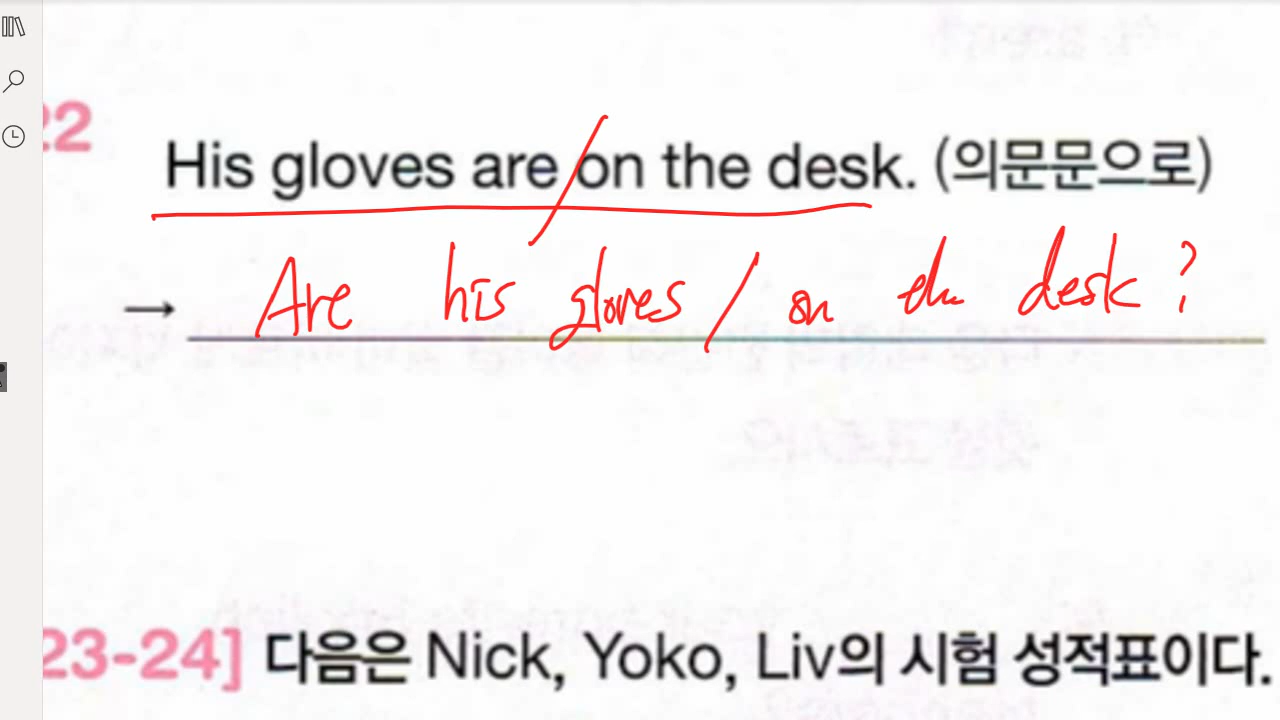 22
His gloves are / on the desk. (의문문으로)
→ Are his gloves / on the desk?
23-24] 다음은 Nick, Yoko, Liv의 시험 성적표이다.